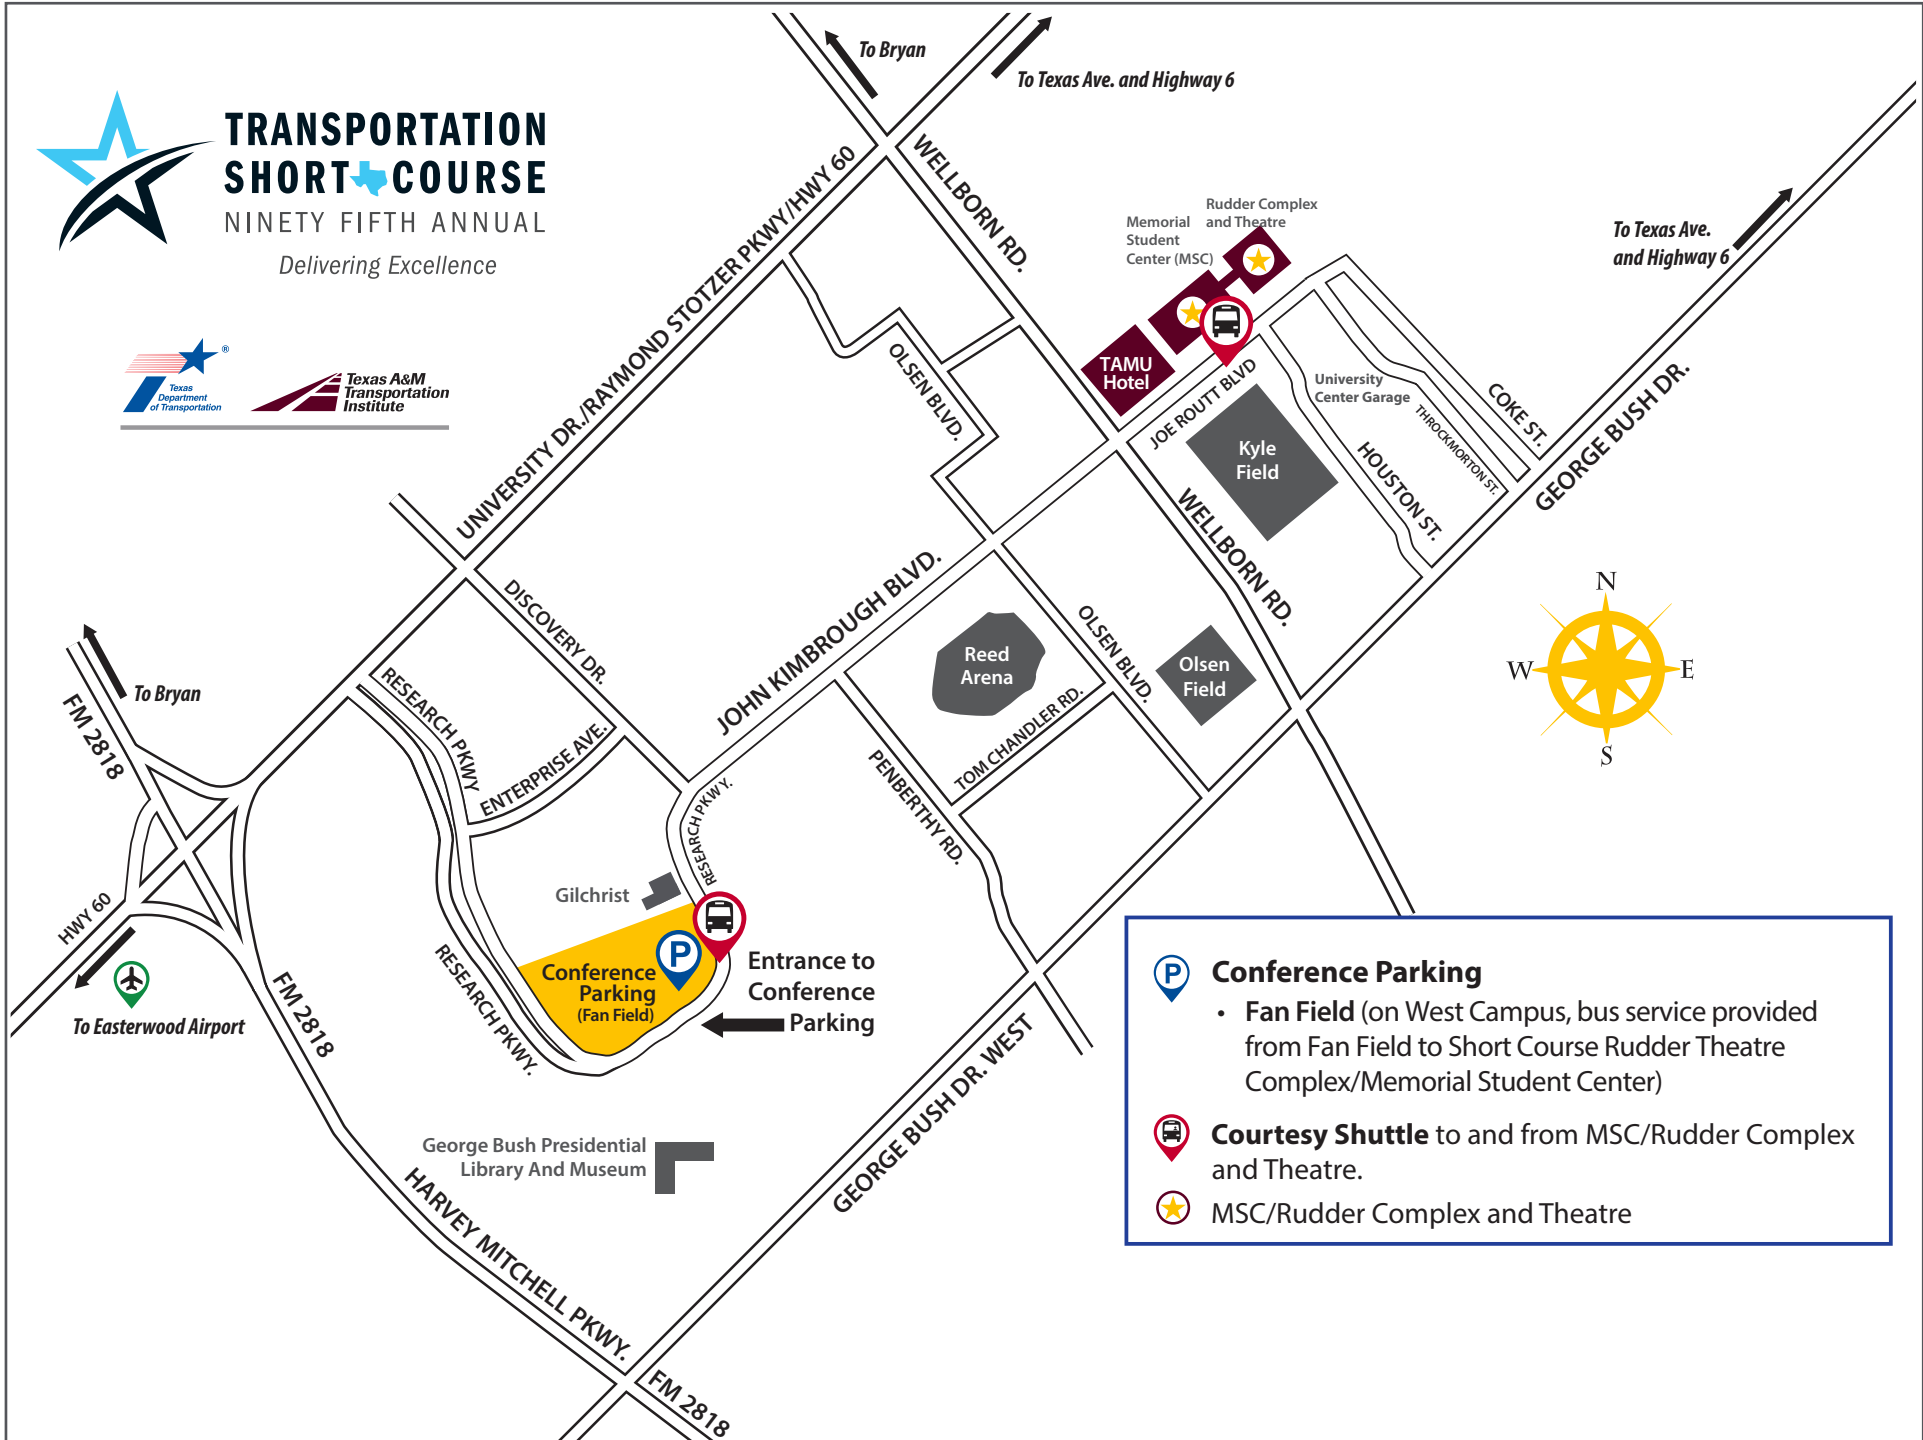 To Bryan
To Texas Ave. and Highway 6
TRANSPORTATION
SHORT COURSE
NINETY FIFTH ANNUAL
Delivering Excellence
Texas
Department
of Transportation
®
Texas A&M
Transportation
Institute
UNIVERSITY DR./RAYMOND STOTZER PKWY/HWY 60
WELLBORN RD.
Rudder Complex
and Theatre
Memorial
Student
Center (MSC)
To Texas Ave.
and Highway 6
TAMU
Hotel
OLSEN BLVD.
JOE ROUTT BLVD
University
Center Garage
THROCKMORTON ST.
COKE ST.
GEORGE BUSH DR.
Kyle
Field
HOUSTON ST.
WELLBORN RD.
DISCOVERY DR.
JOHN KIMBROUGH BLVD.
Reed
Arena
OLSEN BLVD.
Olsen
Field
N
W
E
S
To Bryan
FM 2818
RESEARCH PKWY
ENTERPRISE AVE.
RESEARCH PKWY.
TOM CHANDLER RD.
PENBERTHY RD.
Gilchrist
HWY 60
To Easterwood Airport
FM 2818
RESEARCH PKWY.
Conference
Parking
(Fan Field)
P
Entrance to
Conference
Parking
GEORGE BUSH DR. WEST
George Bush Presidential
Library And Museum
HARVEY MITCHELL PKWY.
FM 2818
P
Conference Parking
• Fan Field (on West Campus, bus service provided
from Fan Field to Short Course Rudder Theatre
Complex/Memorial Student Center)
Courtesy Shuttle to and from MSC/Rudder Complex
and Theatre.
MSC/Rudder Complex and Theatre